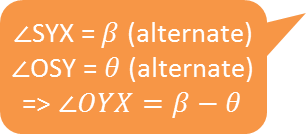 ∠SYX = β (alternate)
∠OSY = θ (alternate)
=> ∠OYX = β − θ